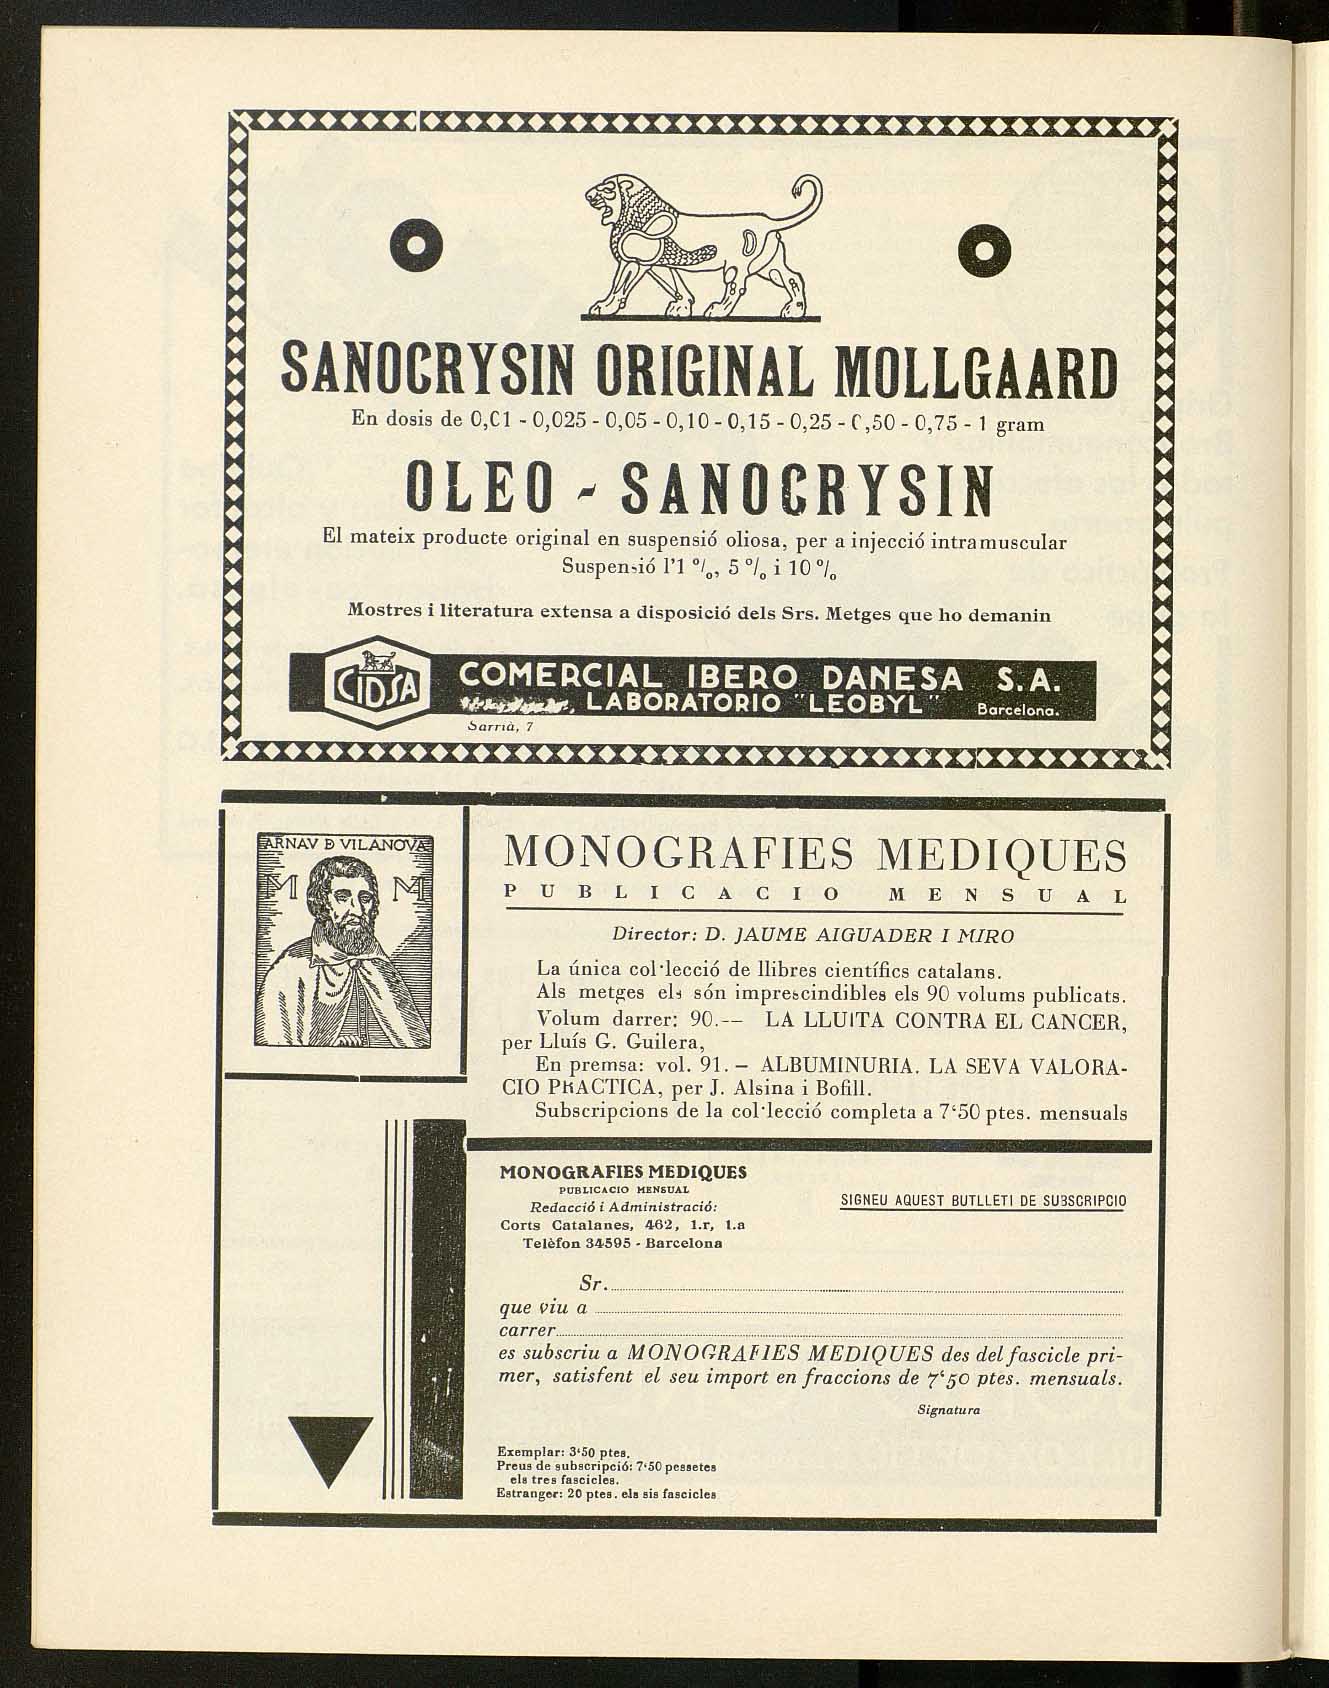 SANOCRYSIN ORIGINAL MOLLGAARD
En dosis de 0,01 - 0,025 - 0,05 - 0,10 - 0,15 - 0,25 - 0,50 - 0,75 - 1 gram
OLEO - SANOCRYSIN
El mateix producte original en suspensió oliosa, per a injecció intramuscular
Suspensió l'1 %, 5 % i 10 %
Mostres i literatura extensa a disposició dels Srs. Metges que ho demanin
CIDSA
COMERCIAL IBERO DANESA S.A.
LABORATORIO "LEOBYL" Barcelona.
Sarrià, 7
ARNAV D VILANOVA
M M
MONOGRAFIES MEDIQUES
PUBLICACIO MENSUAL
Director: D. JAUME AIGUADER I MIRO
La única col·lecció de llibres científics catalans.
Als metges els són imprescindibles els 90 volums publicats.
Volum darrer: 90.-- LA LLUITA CONTRA EL CANCER,
per Lluís G. Guilera,
En premsa: vol. 91. - ALBUMINURIA. LA SEVA VALORA-
CIO PRACTICA, per J. Alsina i Bofill.
Subscripcions de la col·lecció completa a 7'50 ptes. mensuals
MONOGRAFIES MEDIQUES
PUBLICACIO MENSUAL
Redacció i Administració:
Corts Catalanes, 462, 1.r, 1.a
Telèfon 34595 - Barcelona
SIGNEU AQUEST BUTLLETI DE SUBSCRIPCIO
Sr.
que viu a
carrer
es subscriu a MONOGRAFIES MEDIQUES des del fascicle pri-
mer, satisfent el seu import en fraccions de 7'50 ptes. mensuals.
Signatura
Exemplar: 3'50 ptes.
Preus de subscripció: 7'50 pessetes
els tres fascicles.
Estranger: 20 ptes. els sis fascicles